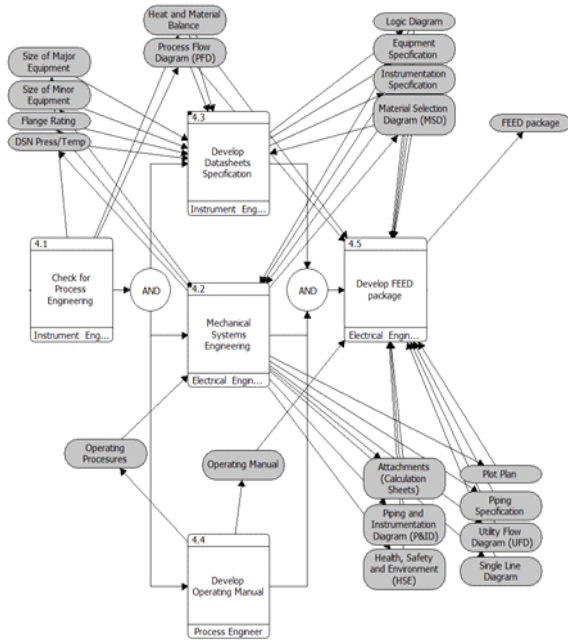 Heat and Material
Balance
Process Flow
Diagram (PFD)
Logic Diagram
Equipment
Specification
Instrumentation
Specification
Material Selection
Diagram (MSD)
FEED package
Size of Major
Equipment
Size of Minor
Equipment
Flange Rating
DSN Press/Temp
4.3
Develop
Datasheets
Specification
Instrument Eng...
4.1
Check for
Process
Engineering
Instrument Eng...
AND
4.2
Mechanical
Systems
Engineering
Electrical Engin...
AND
4.5
Develop FEED
package
Electrical Engin...
Operating
Procesures
Operating Manual
Attachments
(Calculation
Sheets)
Piping and
Instrumentation
Diagram (P&ID)
Health, Safety
and Environment
(HSE)
Plot Plan
Piping
Specification
Utility Flow
Diagram (UFD)
Single Line
Diagram
4.4
Develop
Operating Manual
Process Engineer